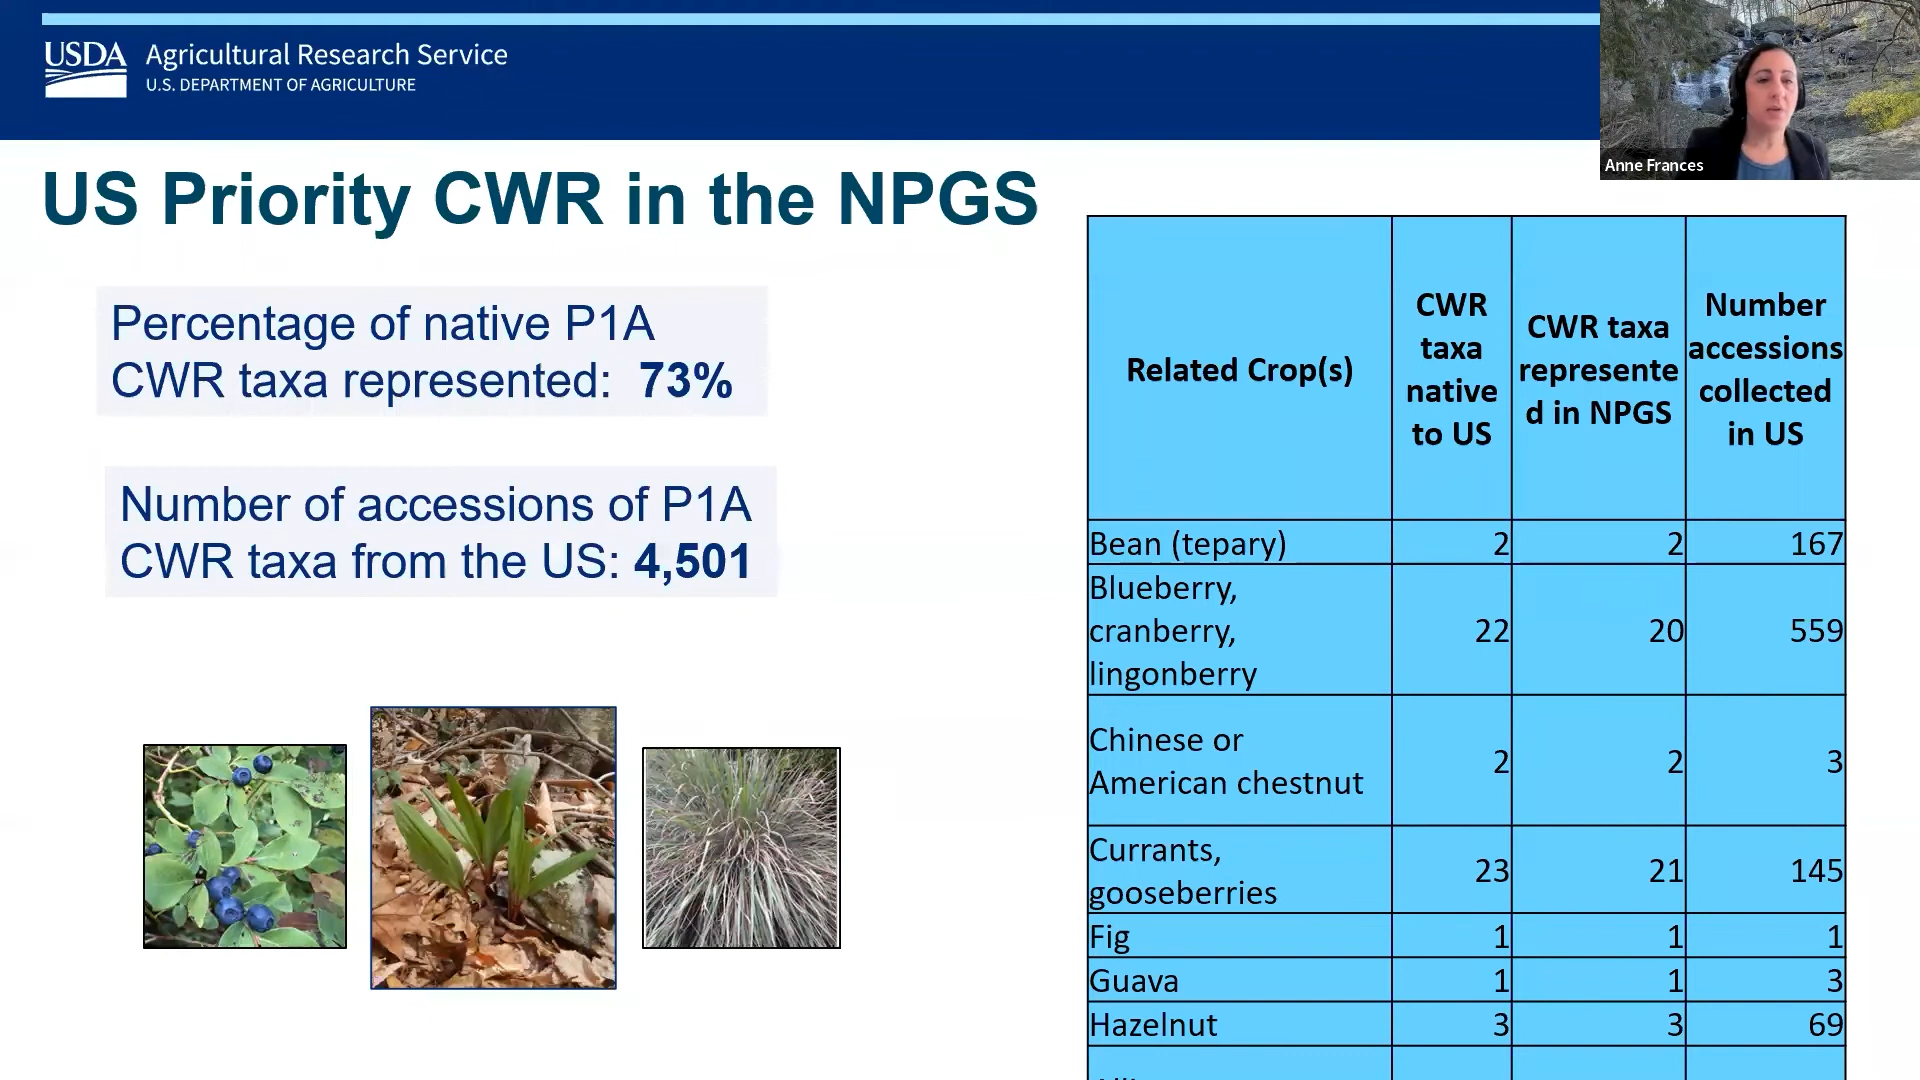 USDA Agricultural Research Service
U.S. DEPARTMENT OF AGRICULTURE
Anne Frances
US Priority CWR in the NPGS
Percentage of native P1A
CWR taxa represented: 73%
Number of accessions of P1A
CWR taxa from the US: 4,501
Related Crop(s)
CWR
taxa
native
to US
CWR taxa
represente
d in NPGS
Number
accessions
collected
in US
Bean (tepary) 2 2 167
Blueberry,
cranberry, 22 20 559
lingonberry
Chinese or
American chestnut 2 2 3
Currants,
gooseberries 23 21 145
Fig 1 1 1
Guava 1 1 3
Hazelnut 3 3 69